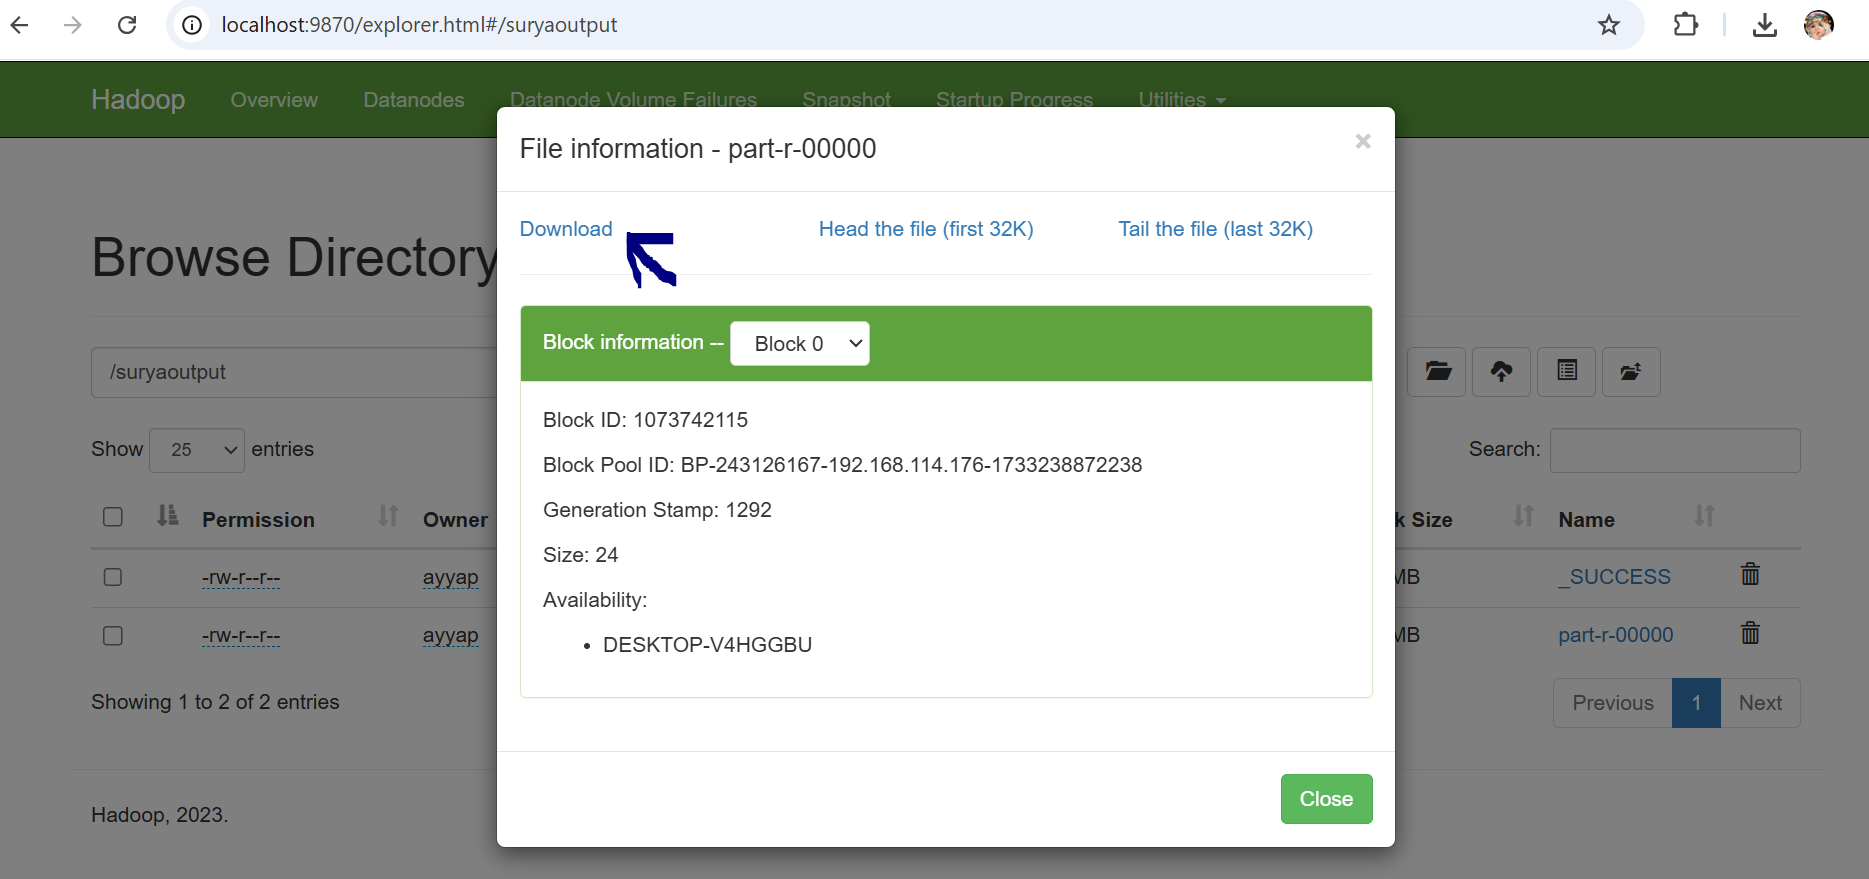 localhost:9870/explorer.html#/suryaoutput
Hadoop Overview Datanodes Datanode Volume Failures Snapshot Startup Progress Utilities
File information - part-r-00000
×
Download Head the file (first 32K) Tail the file (last 32K)
Browse Directory
Block information -- Block 0
/suryaoutput
Block ID: 1073742115
Show 25 entries
Search:
Block Pool ID: BP-243126167-192.168.114.176-1733238872238
Generation Stamp: 1292
Permission Owner k Size Name
Size: 24
-rw-r--r-- ayyap MB _SUCCESS
Availability:
-rw-r--r-- ayyap MB part-r-00000
• DESKTOP-V4HGGBU
Showing 1 to 2 of 2 entries
Previous 1 Next
Close
Hadoop, 2023.